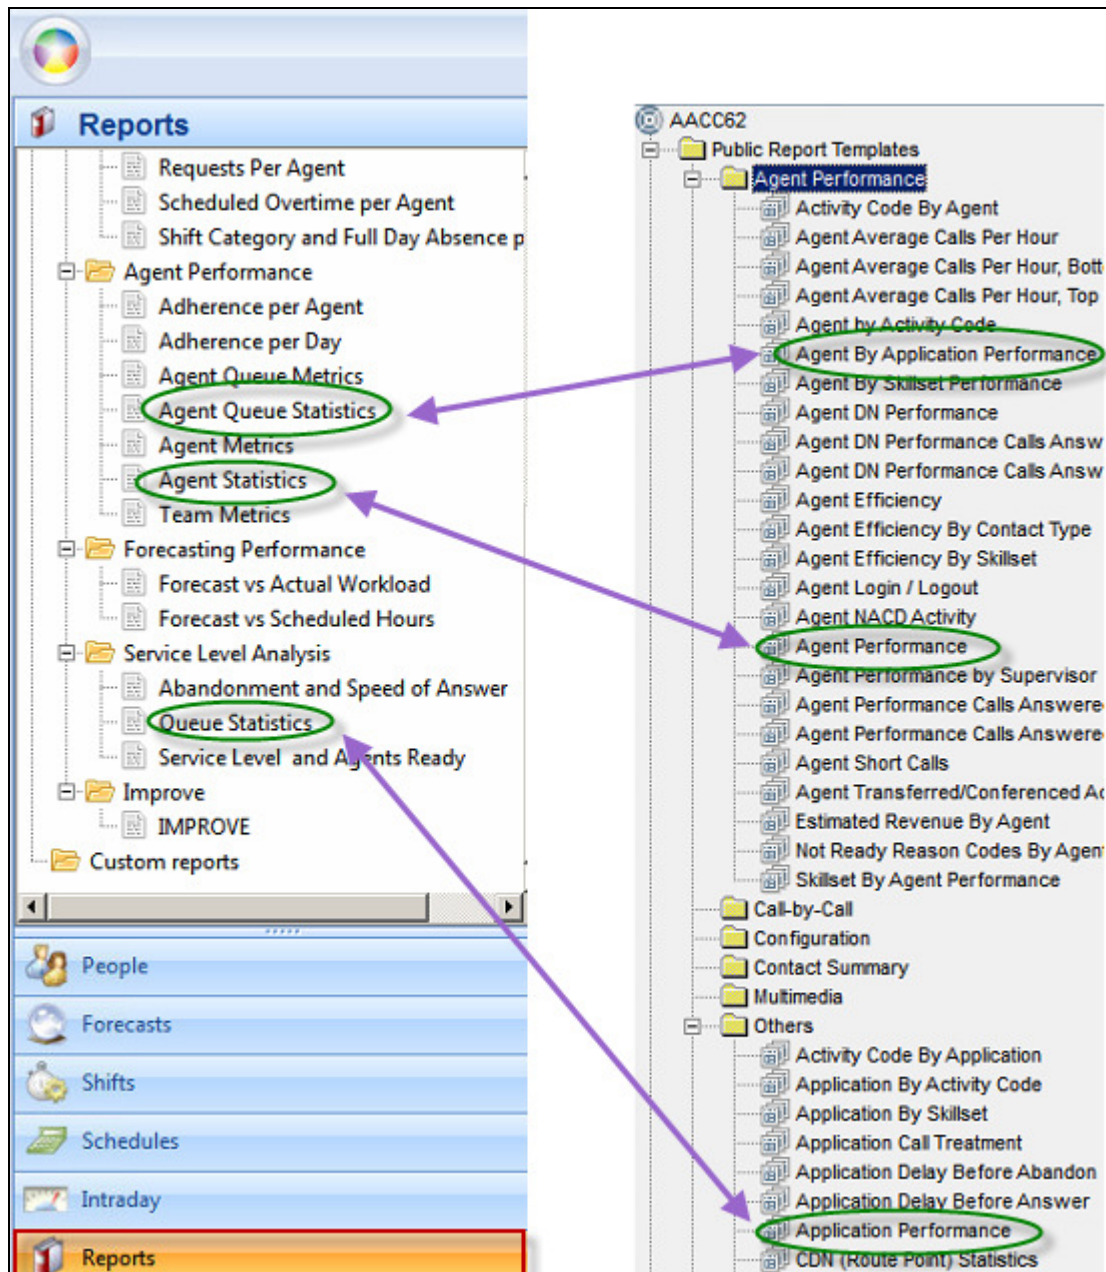 Reports
Requests Per Agent
Scheduled Overtime per Agent
Shift Category and Full Day Absence p
Agent Performance
Adherence per Agent
Adherence per Day
Agent Queue Metrics
Agent Queue Statistics
Agent Metrics
Agent Statistics
Team Metrics
Forecasting Performance
Forecast vs Actual Workload
Forecast vs Scheduled Hours
Service Level Analysis
Abandonment and Speed of Answer
Queue Statistics
Service Level and Agents Ready
Improve
IMPROVE
Custom reports
People
Forecasts
Shifts
Schedules
Intraday
Reports
AACC62
Public Report Templates
Agent Performance
Activity Code By Agent
Agent Average Calls Per Hour
Agent Average Calls Per Hour, Bott
Agent Average Calls Per Hour, Top
Agent by Activity Code
Agent By Application Performance
Agent By Skillset Performance
Agent DN Performance
Agent DN Performance Calls Answ
Agent DN Performance Calls Answ
Agent Efficiency
Agent Efficiency By Contact Type
Agent Efficiency By Skillset
Agent Login / Logout
Agent NACD Activity
Agent Performance
Agent Performance by Supervisor
Agent Performance Calls Answere
Agent Performance Calls Answere
Agent Short Calls
Agent Transferred/Conferenced Ac
Estimated Revenue By Agent
Not Ready Reason Codes By Agent
Skillset By Agent Performance
Call-by-Call
Configuration
Contact Summary
Multimedia
Others
Activity Code By Application
Application By Activity Code
Application By Skillset
Application Call Treatment
Application Delay Before Abandon
Application Delay Before Answer
Application Performance
CDN (Route Point) Statistics